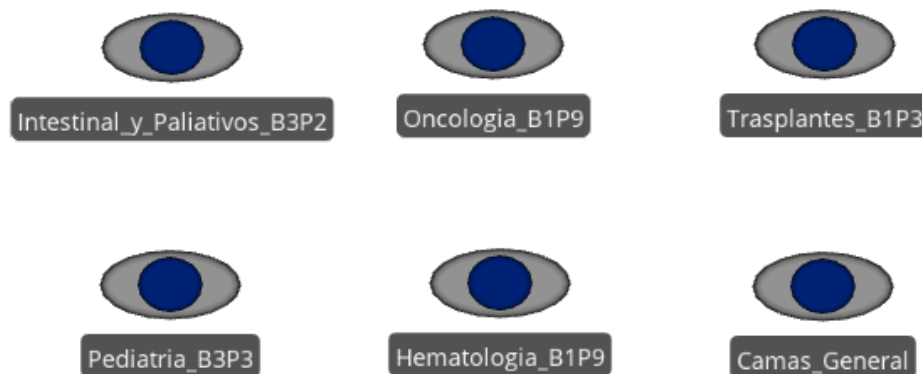 Intestinal_y_Paliativos_B3P2
Oncologia_B1P9
Trasplantes_B1P3
Pediatria_B3P3
Hematologia_B1P9
Camas_General